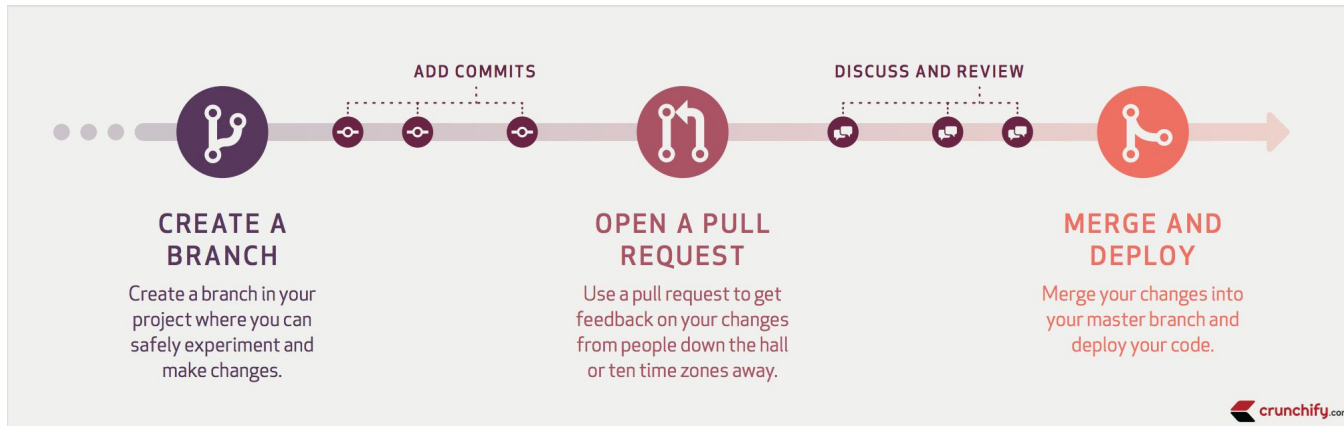 ADD COMMITS
DISCUSS AND REVIEW
CREATE A
BRANCH
Create a branch in your
project where you can
safely experiment and
make changes.
OPEN A PULL
REQUEST
Use a pull request to get
feedback on your changes
from people down the hall
or ten time zones away.
MERGE AND
DEPLOY
Merge your changes into
your master branch and
deploy your code.
crunchify.com